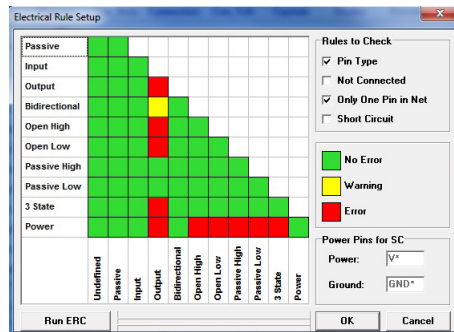 Electrical Rule Setup
Passive
Input
Output
Bidirectional
Open High
Open Low
Passive High
Passive Low
3 State
Power
Undefined
Passive
Input
Output
Bidirectional
Open High
Open Low
Passive High
Passive Low
3 State
Power
Rules to Check
Pin Type
Not Connected
Only One Pin in Net
Short Circuit
No Error
Warning
Error
Power Pins for SC
Power: V*
Ground: GND*
Run ERC
OK
Cancel